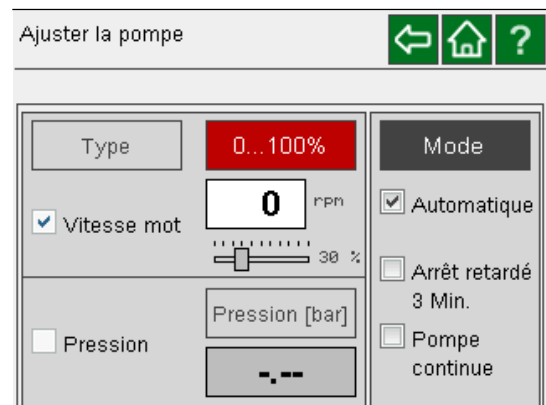 Ajuster la pompe
?
Type
0...100%
Vitesse mot
0 rpm
30 %
Pression
Pression [bar]
-.--
Mode
Automatique
Arrêt retardé
3 Min.
Pompe
continue